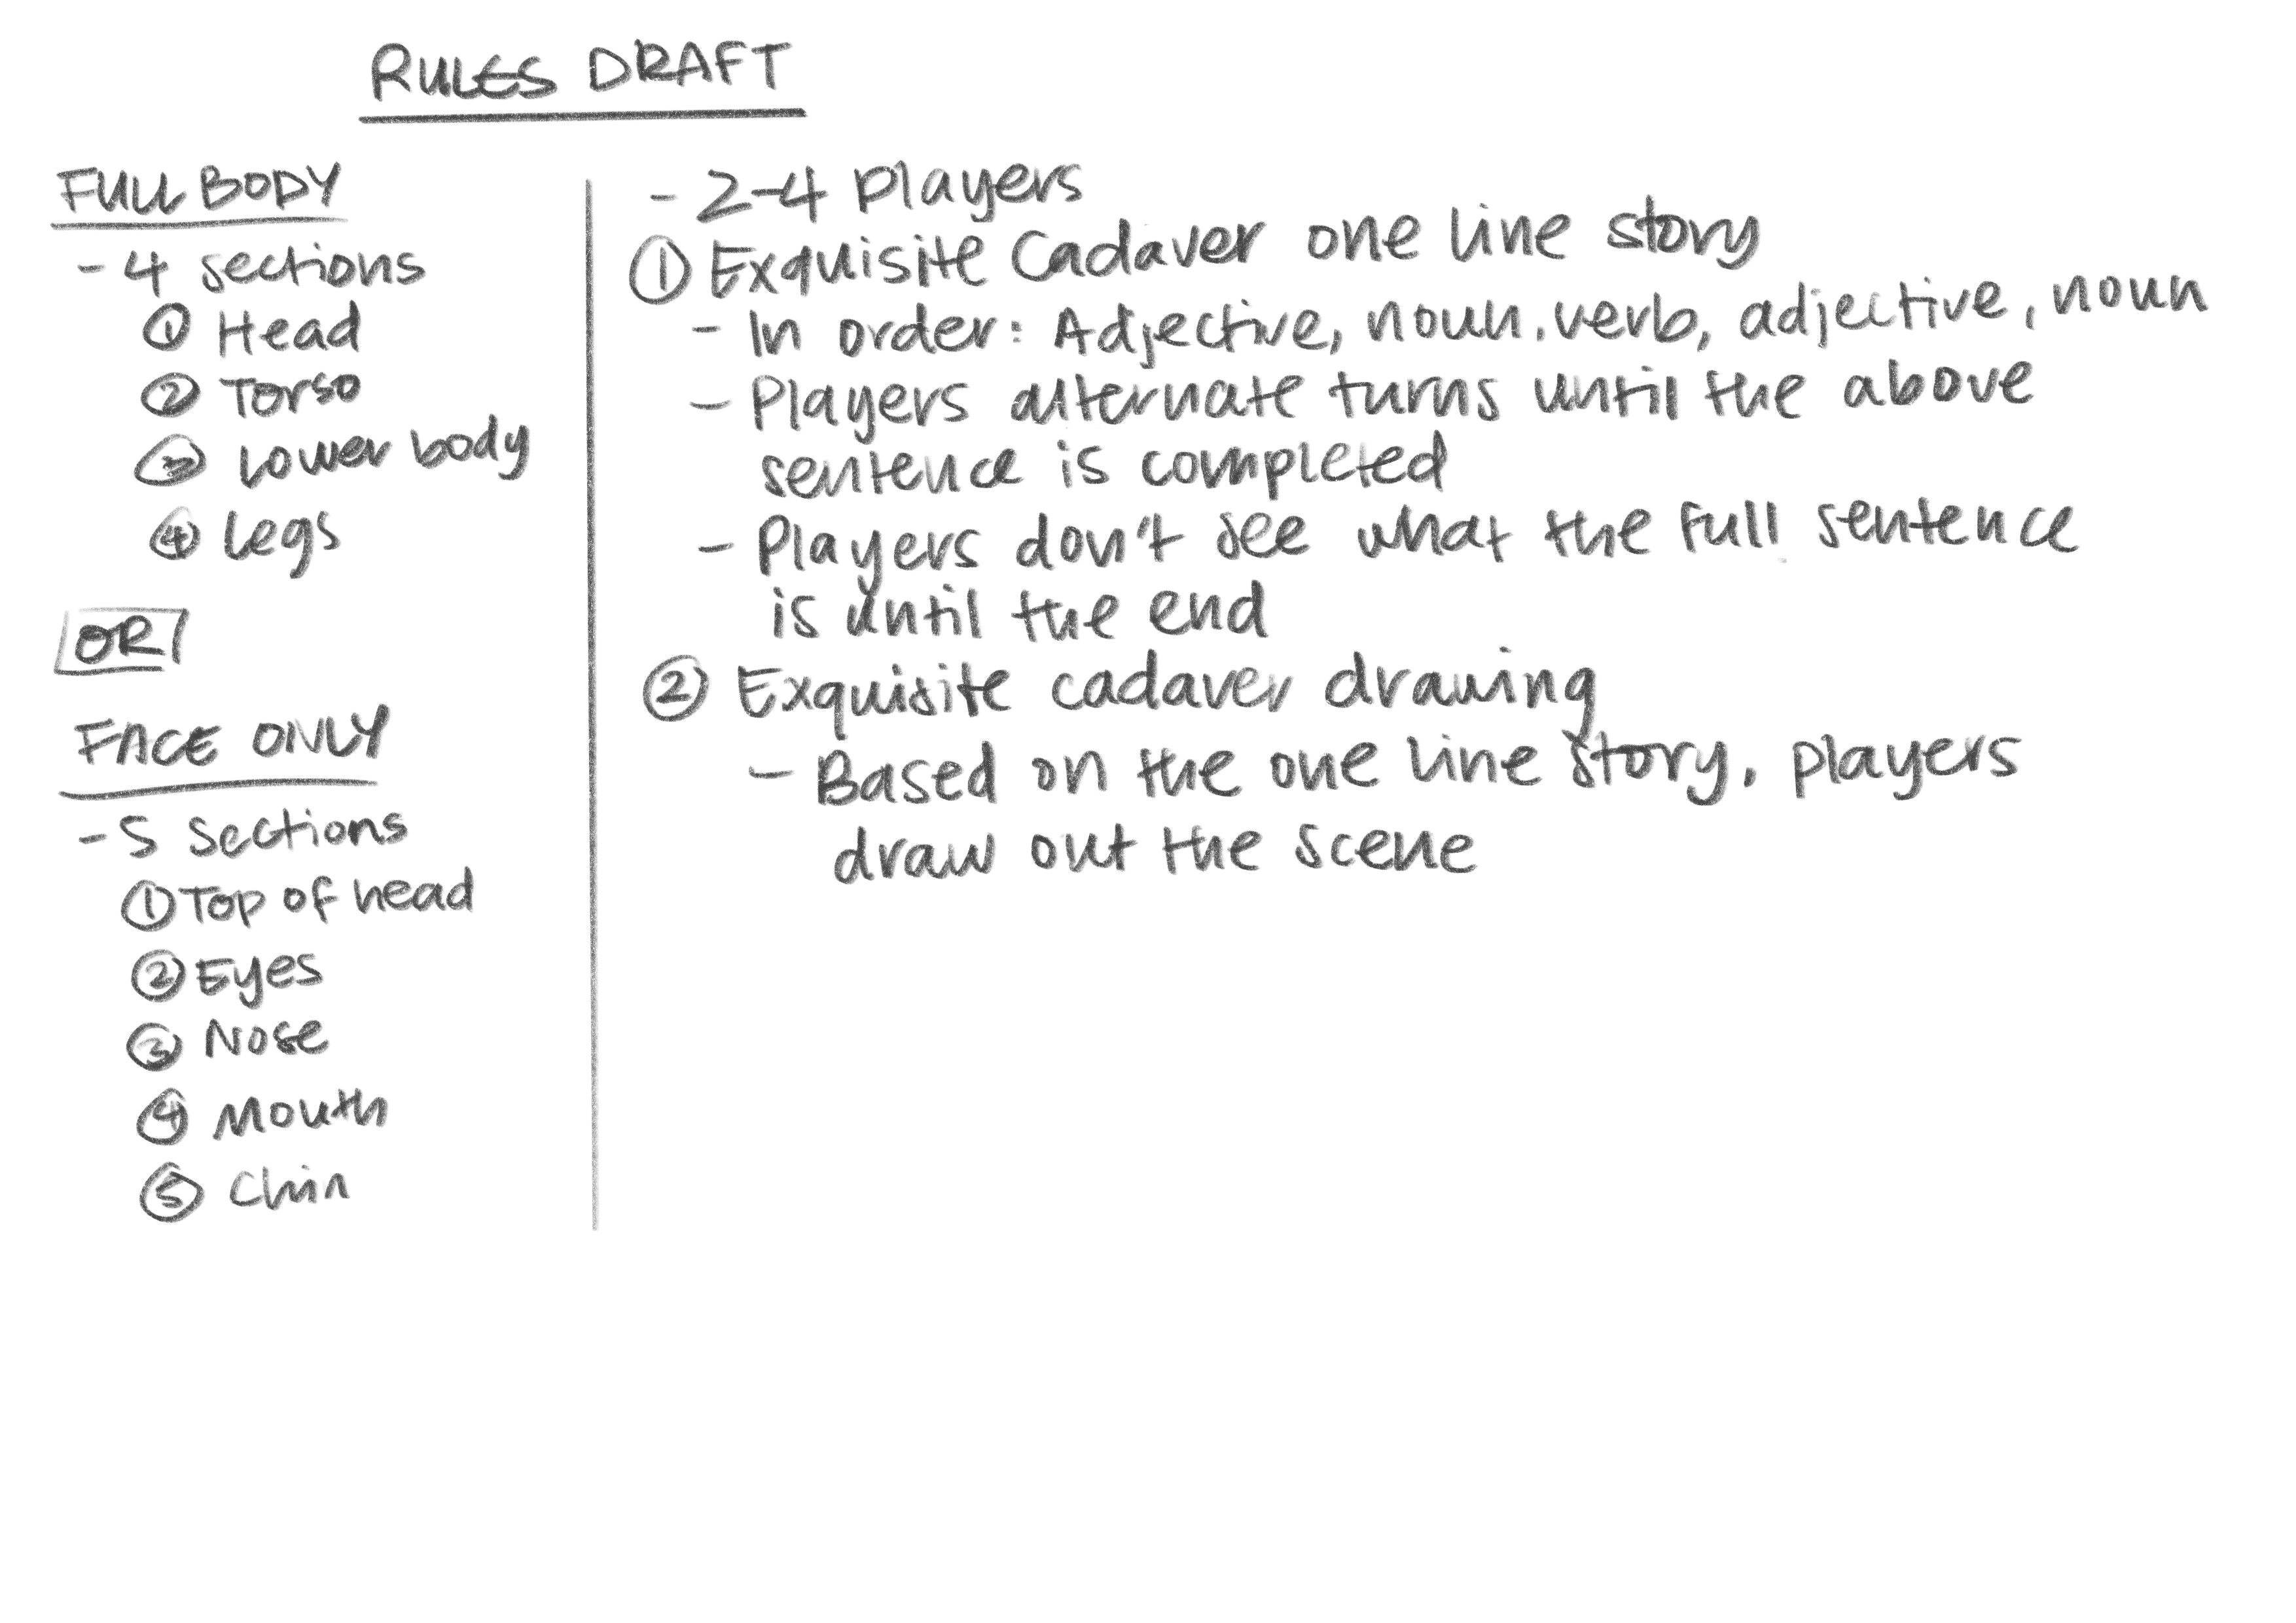 RULES DRAFT
FULL BODY
- 4 sections
① Head
② Torso
③ Lower body
④ Legs
OR
FACE ONLY
- 5 sections
① Top of head
② Eyes
③ Nose
④ Mouth
⑤ Chin
- 2-4 players
① Exquisite Cadaver one line story
- In order: Adjective, noun, verb, adjective, noun
- Players alternate turns until the above
sentence is completed
- Players don't see what the full sentence
is until the end
② Exquisite cadaver drawing
- Based on the one line story, players
draw out the scene